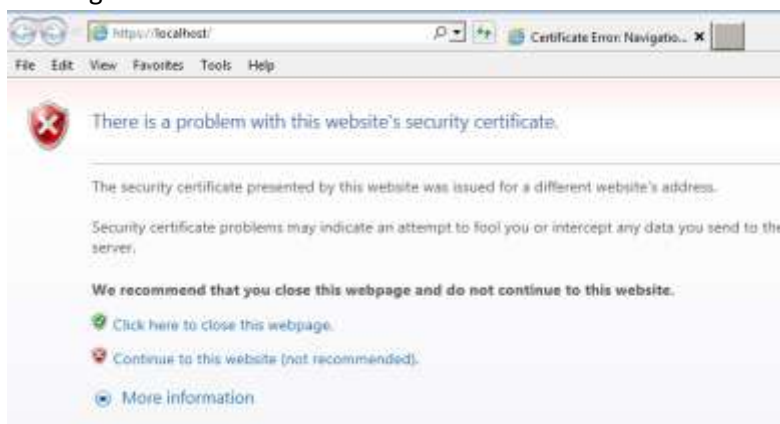 https://localhost/
Certificate Error: Navigatio...
File Edit View Favorites Tools Help
There is a problem with this website's security certificate.
The security certificate presented by this website was issued for a different website's address.
Security certificate problems may indicate an attempt to fool you or intercept any data you send to the
server.
We recommend that you close this webpage and do not continue to this website.
Click here to close this webpage.
Continue to this website (not recommended).
More information